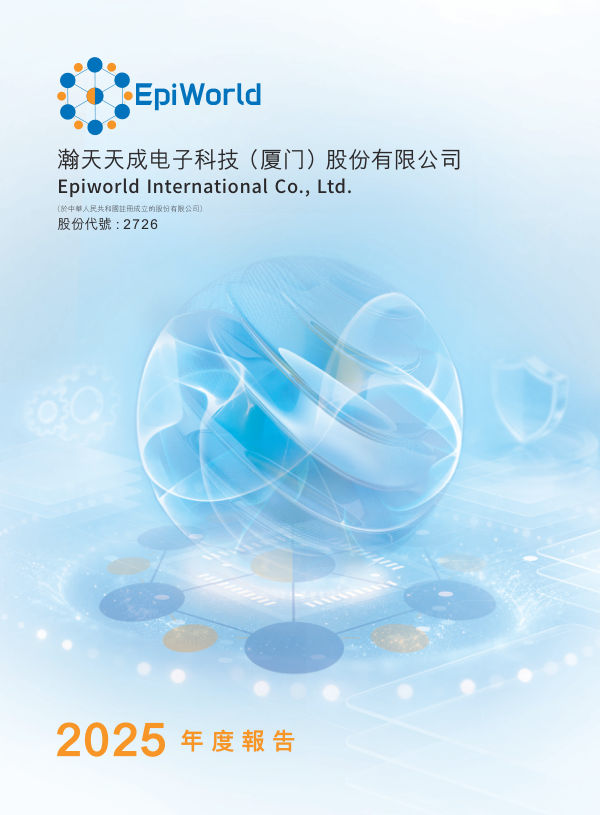 EpiWorld
瀚天天成电子科技（厦门）股份有限公司
Epiworld International Co., Ltd.
(於中華人民共和國註冊成立的股份有限公司)
股份代號 : 2726
2025 年度報告